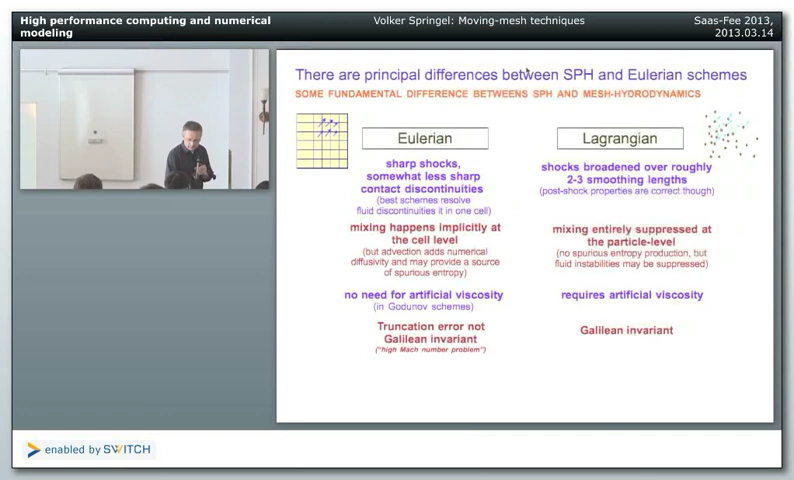 High performance computing and numerical
modeling
Volker Springel: Moving-mesh techniques
Saas-Fee 2013,
2013.03.14
There are principal differences between SPH and Eulerian schemes
SOME FUNDAMENTAL DIFFERENCE BETWEENS SPH AND MESH-HYDRODYNAMICS
Eulerian
sharp shocks,
somewhat less sharp
contact discontinuities
(best schemes resolve
fluid discontinuities it in one cell)
mixing happens implicitly at
the cell level
(but advection adds numerical
diffusivity and may provide a source
of spurious entropy)
no need for artificial viscosity
(in Godunov schemes)
Truncation error not
Galilean invariant
("high Mach number problem")
Lagrangian
shocks broadened over roughly
2-3 smoothing lengths
(post-shock properties are correct though)
mixing entirely suppressed at
the particle-level
(no spurious entropy production, but
fluid instabilities may be suppressed)
requires artificial viscosity
Galilean invariant
enabled by SWITCH